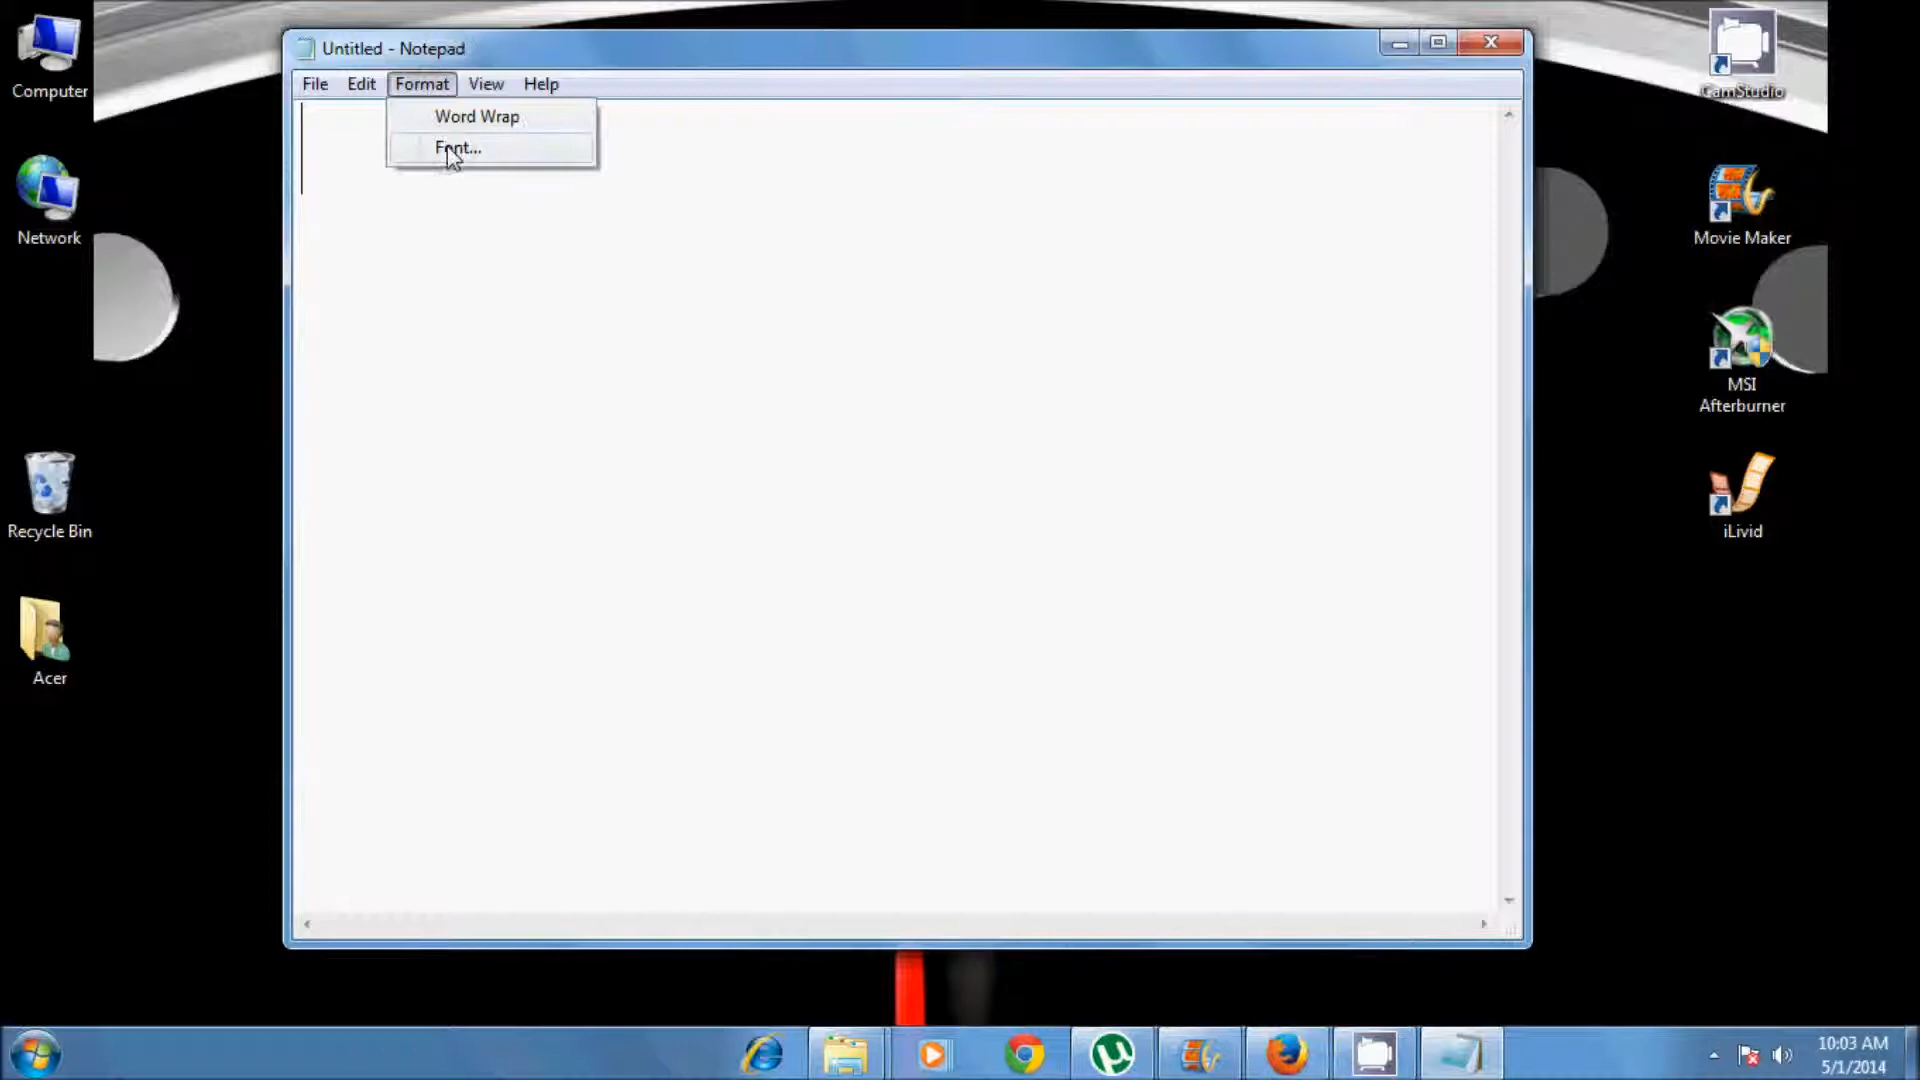 Untitled - Notepad
File Edit Format View Help
Word Wrap
Font...
Computer
Network
Recycle Bin
Acer
CamStudio
Movie Maker
MSI
Afterburner
iLivid
10:03 AM
5/1/2014